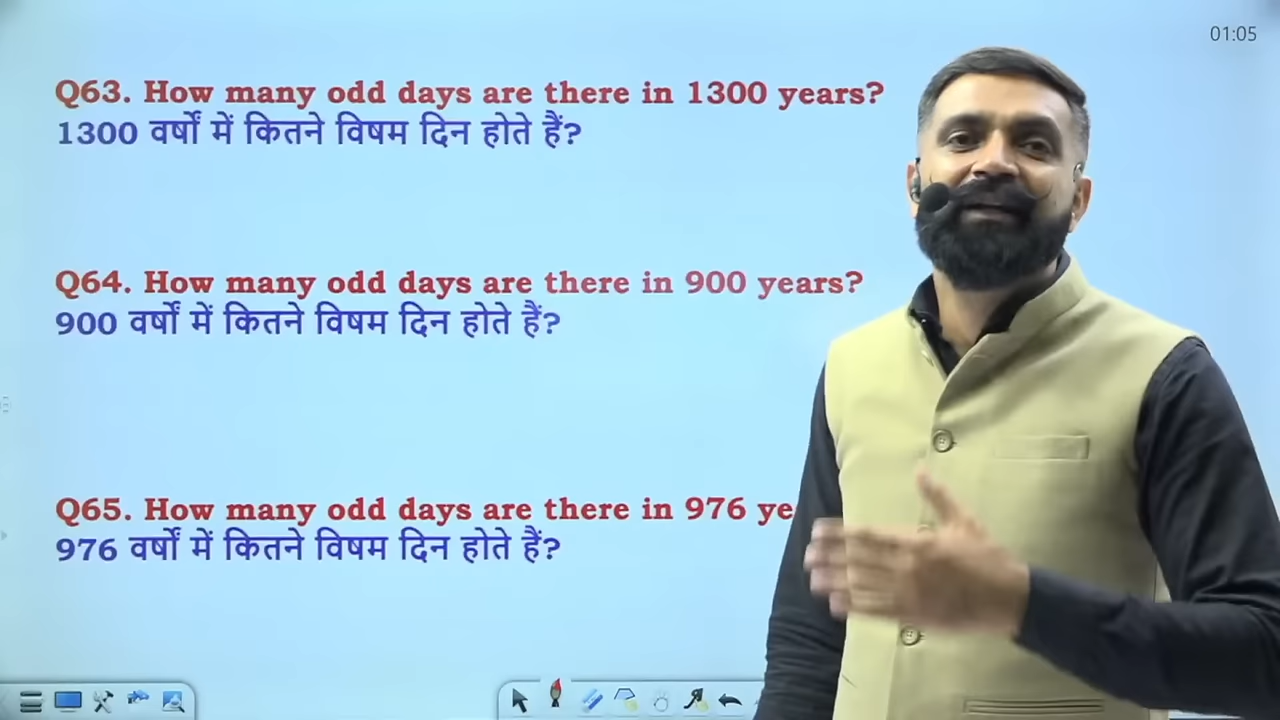 01:05
Q63. How many odd days are there in 1300 years?
1300 वर्षों में कितने विषम दिन होते हैं?
Q64. How many odd days are there in 900 years?
900 वर्षों में कितने विषम दिन होते हैं?
Q65. How many odd days are there in 976 ye
976 वर्षों में कितने विषम दिन होते हैं?